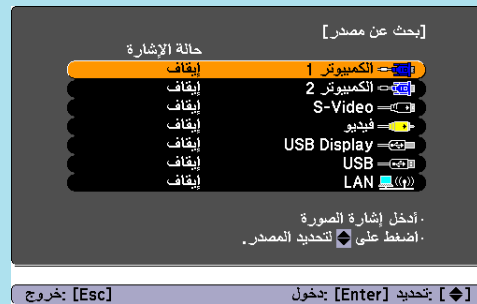 [بحث عن مصدر]
حالة الإشارة
الكمبيوتر 1 إيقاف
الكمبيوتر 2 إيقاف
S-Video إيقاف
فيديو إيقاف
USB Display إيقاف
USB إيقاف
LAN إيقاف
أدخل إشارة الصورة.
اضغط على لتحديد المصدر.
[ ]: تحديد [Enter]: دخول [Esc]: خروج